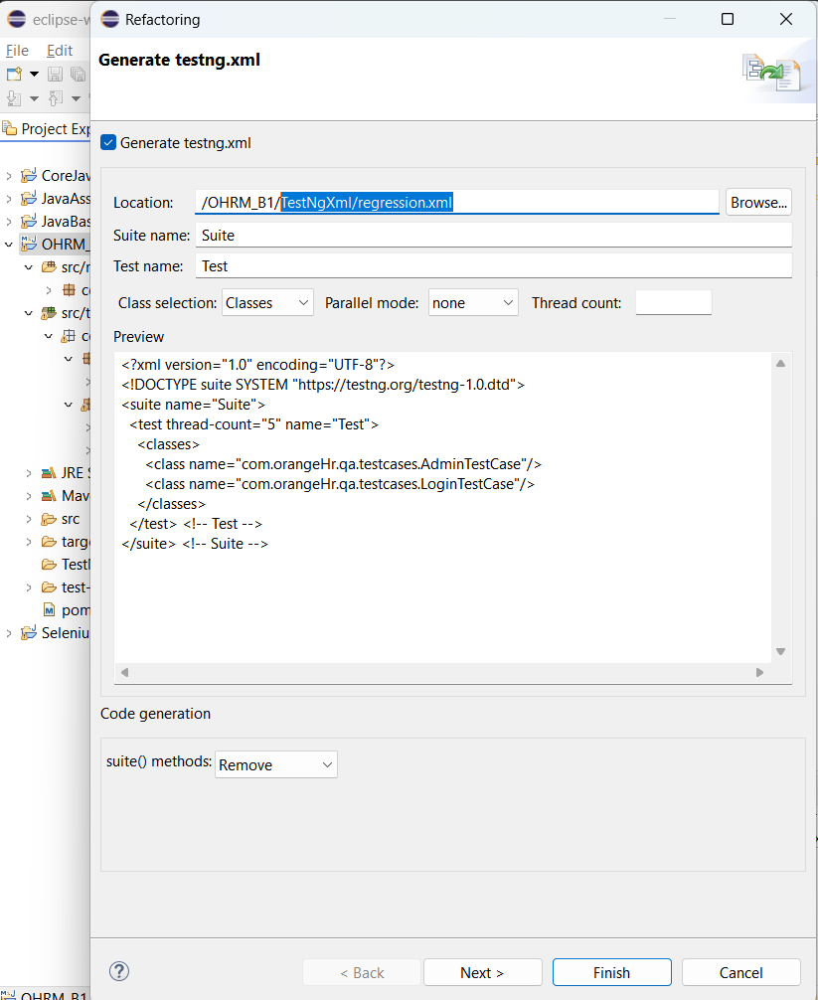 eclipse-w
Refactoring
File Edit
Generate testng.xml
Project Exp
Generate testng.xml
CoreJav
JavaAss
JavaBas
OHRM_
src/r
co
src/t
co
JRE S
Mav
src
targe
TestN
test-
pom
Seleniu
Location: /OHRM_B1/TestNgXml/regression.xml Browse...
Suite name: Suite
Test name: Test
Class selection: Classes Parallel mode: none Thread count:
Preview
<?xml version="1.0" encoding="UTF-8"?>
<!DOCTYPE suite SYSTEM "https://testng.org/testng-1.0.dtd">
<suite name="Suite">
<test thread-count="5" name="Test">
<classes>
<class name="com.orangeHr.qa.testcases.AdminTestCase"/>
<class name="com.orangeHr.qa.testcases.LoginTestCase"/>
</classes>
</test> <!-- Test -->
</suite> <!-- Suite -->
Code generation
suite() methods: Remove
< Back Next > Finish Cancel
OHRM_B1